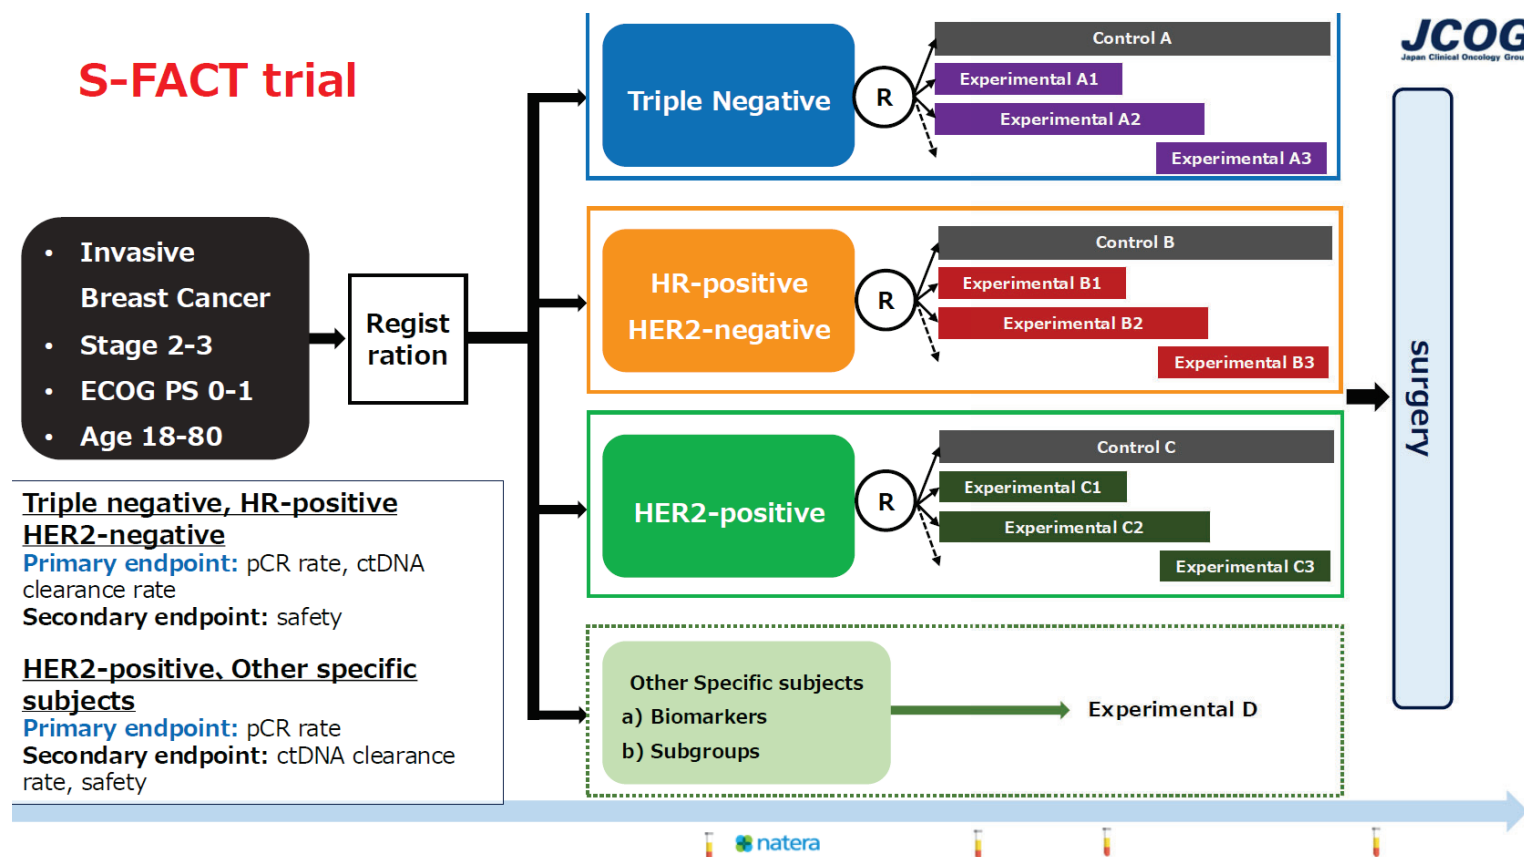 S-FACT trial
JCOG
Japan Clinical Oncology Group
• Invasive
Breast Cancer
• Stage 2-3
• ECOG PS 0-1
• Age 18-80
Regist
ration
Triple Negative
R
Control A
Experimental A1
Experimental A2
Experimental A3
HR-positive
HER2-negative
R
Control B
Experimental B1
Experimental B2
Experimental B3
HER2-positive
R
Control C
Experimental C1
Experimental C2
Experimental C3
Other Specific subjects
a) Biomarkers
b) Subgroups
Experimental D
surgery
Triple negative, HR-positive
HER2-negative
Primary endpoint: pCR rate, ctDNA
clearance rate
Secondary endpoint: safety
HER2-positive、Other specific
subjects
Primary endpoint: pCR rate
Secondary endpoint: ctDNA clearance
rate, safety
natera